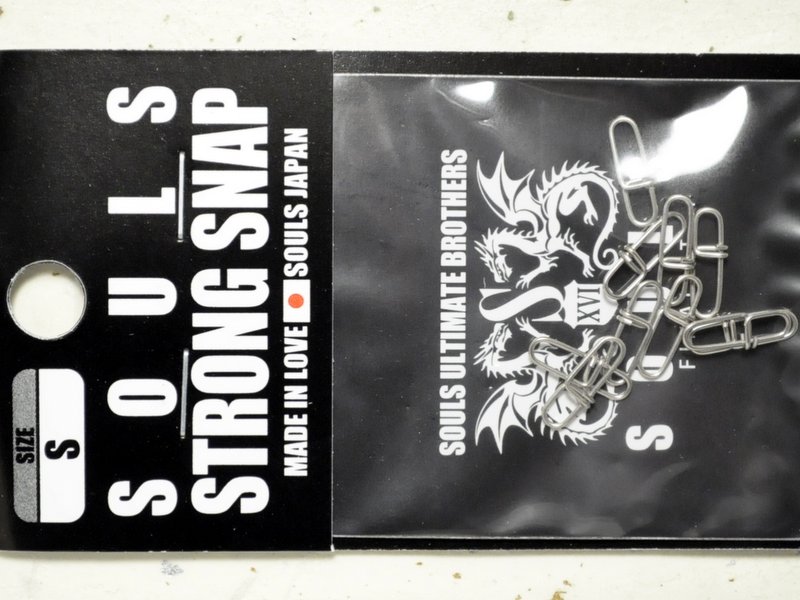 SIZE
S
SOULS
STRONG SNAP
MADE IN LOVE SOULS JAPAN
SOULS ULTIMATE BROTHERS
S
XVI